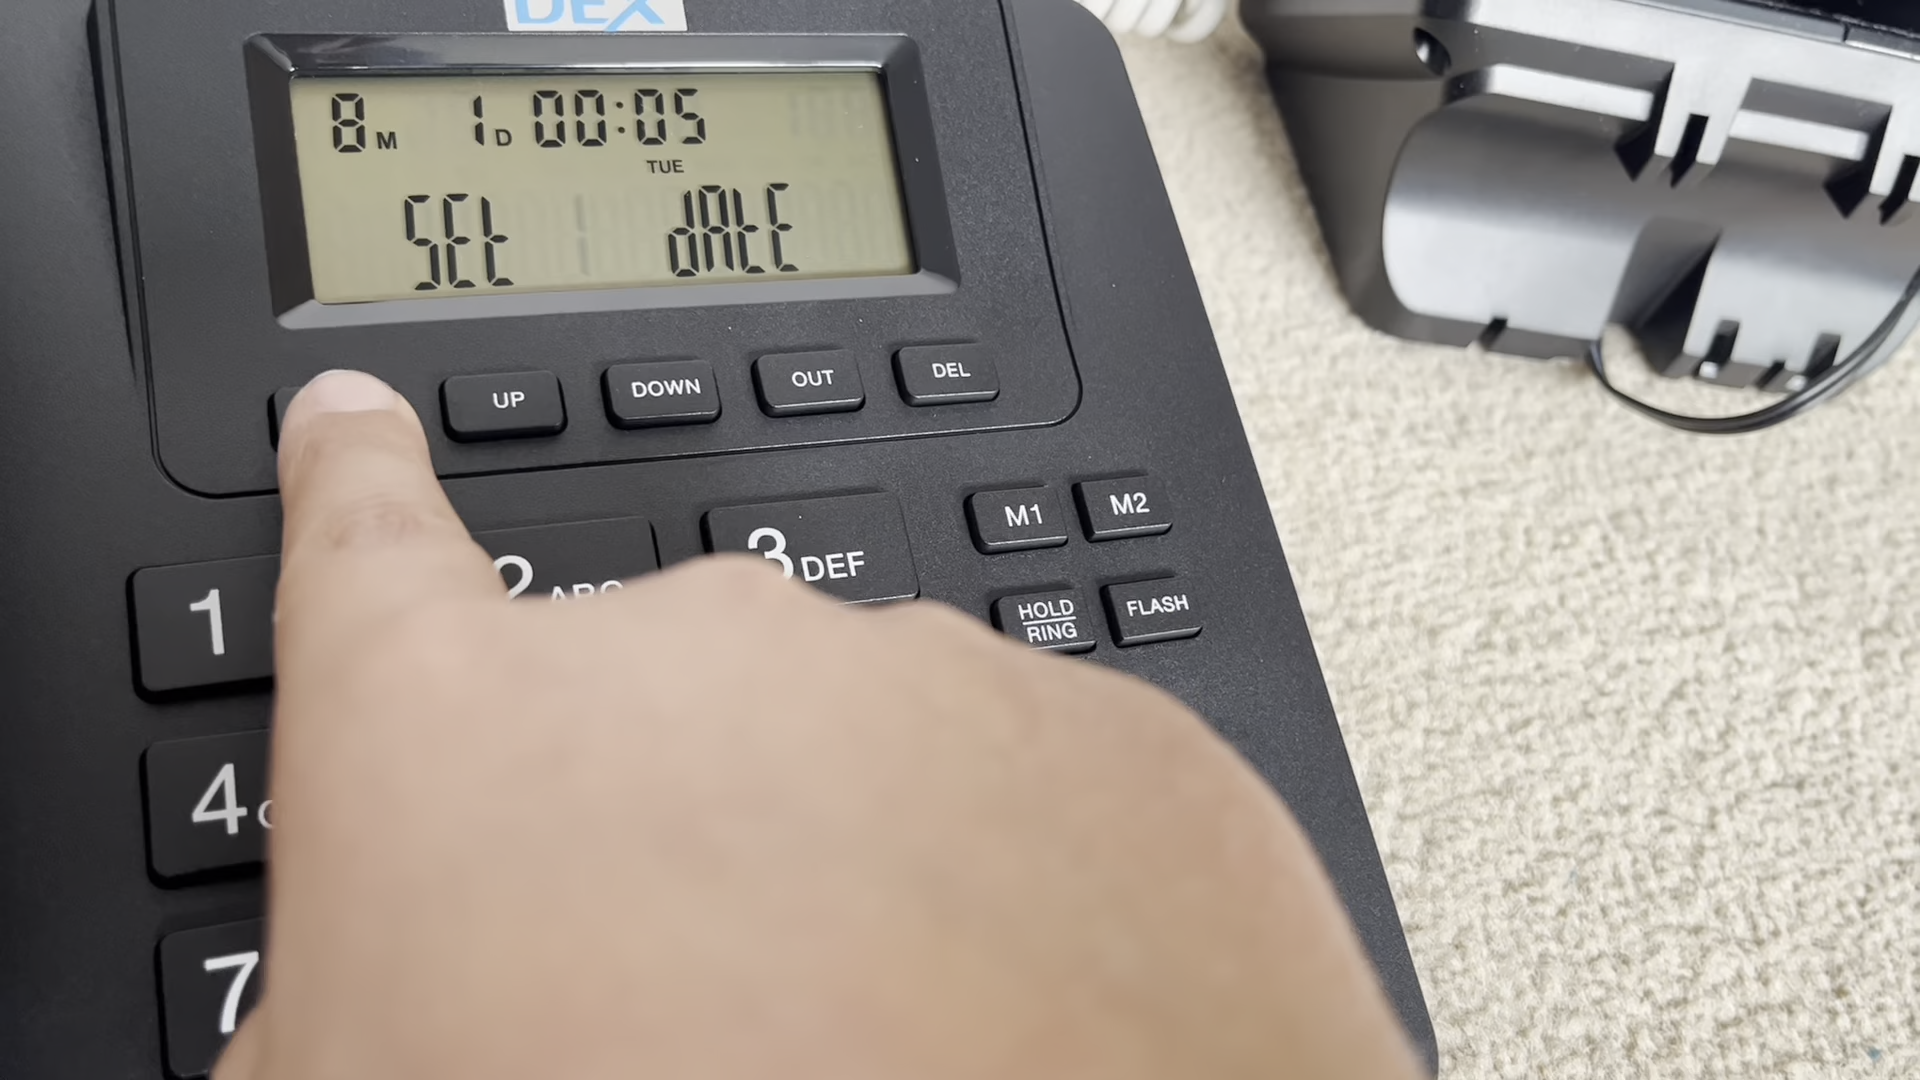 DEX
8M 1D 00:05
TUE
SEt dAtE
UP DOWN OUT DEL
M1 M2
1 2 3 DEF
HOLD FLASH
RING
4
7